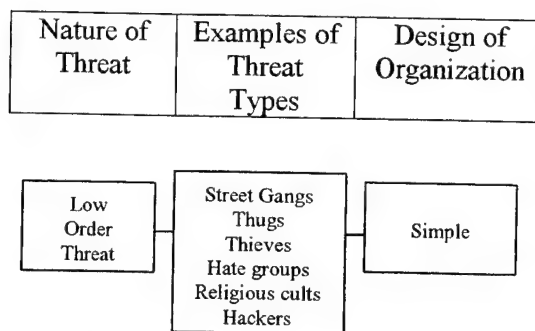 Nature of
Threat
Examples of
Threat
Types
Design of
Organization
Low
Order
Threat
Street Gangs
Thugs
Thieves
Hate groups
Religious cults
Hackers
Simple